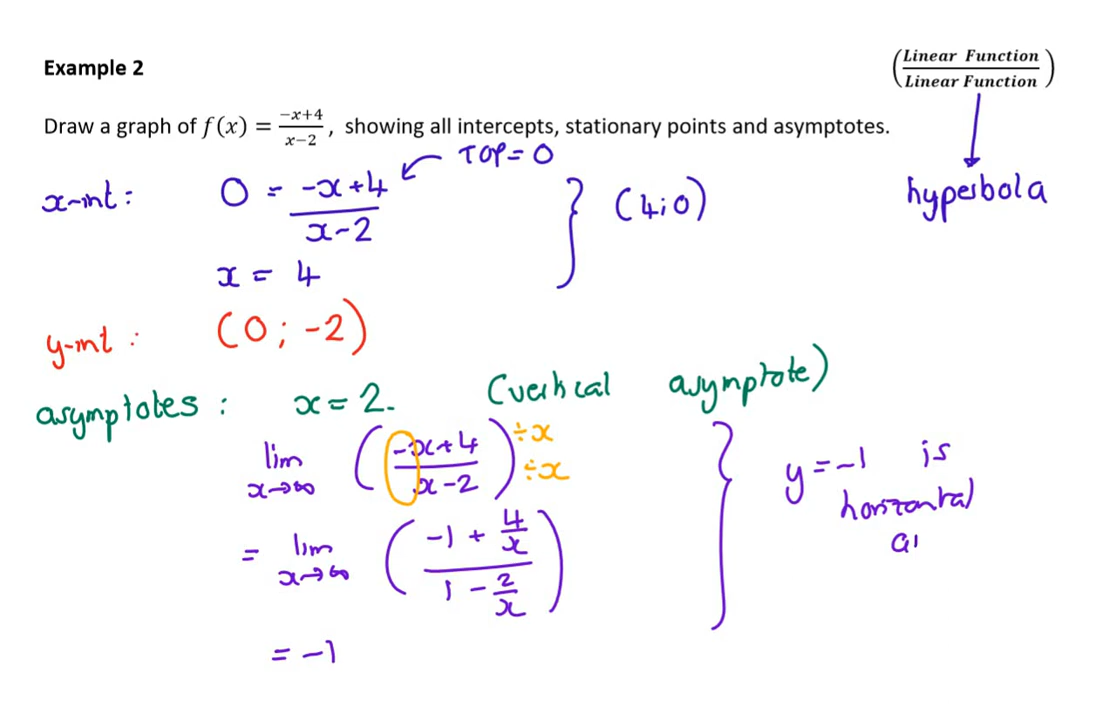 Example 2
(Linear Function / Linear Function)
Draw a graph of f(x) = (-x+4)/(x-2), showing all intercepts, stationary points and asymptotes.
TOP = 0
x-int: 0 = (-x+4)/(x-2) } (4;0)
hyperbola
x = 4
y-int: (0; -2)
asymptotes: x = 2. (vertical asymptote)
lim x→∞ ((-x+4)/(x-2)) ÷x ÷x } y = -1 is
horizontal
= lim x→∞ ((-1 + 4/x)/(1 - 2/x))
= -1